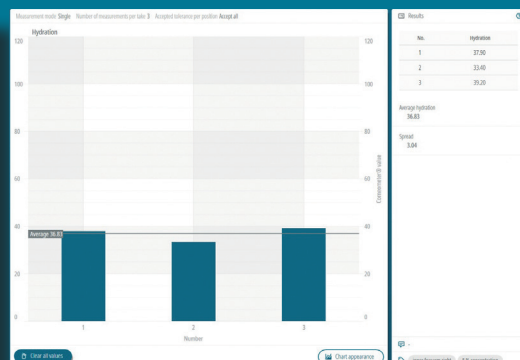 Measurement mode Single Number of measurements per take 3 Accepted tolerance per position Accept all
Hydration
120
100
80
60
40
20
0
Average 36.83
1
2
3
Number
120
100
80
60
40
20
0
Corneometer® value
Clear all values
Chart appearance
Results
No. Hydration
1 37.90
2 33.40
3 39.20
Average hydration
36.83
Spread
3.04
-